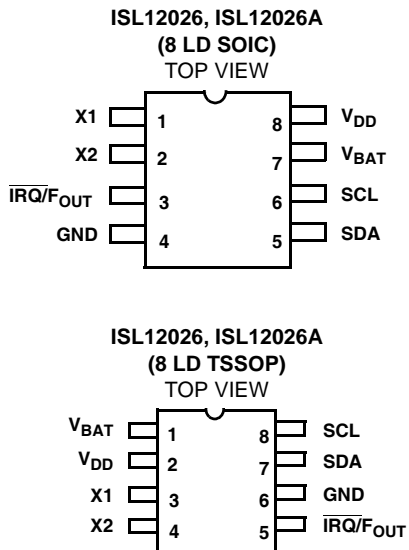 ISL12026, ISL12026A
(8 LD SOIC)
TOP VIEW
X1 1 8 VDD
X2 2 7 VBAT
IRQ/FOUT 3 6 SCL
GND 4 5 SDA
ISL12026, ISL12026A
(8 LD TSSOP)
TOP VIEW
VBAT 1 8 SCL
VDD 2 7 SDA
X1 3 6 GND
X2 4 5 IRQ/FOUT